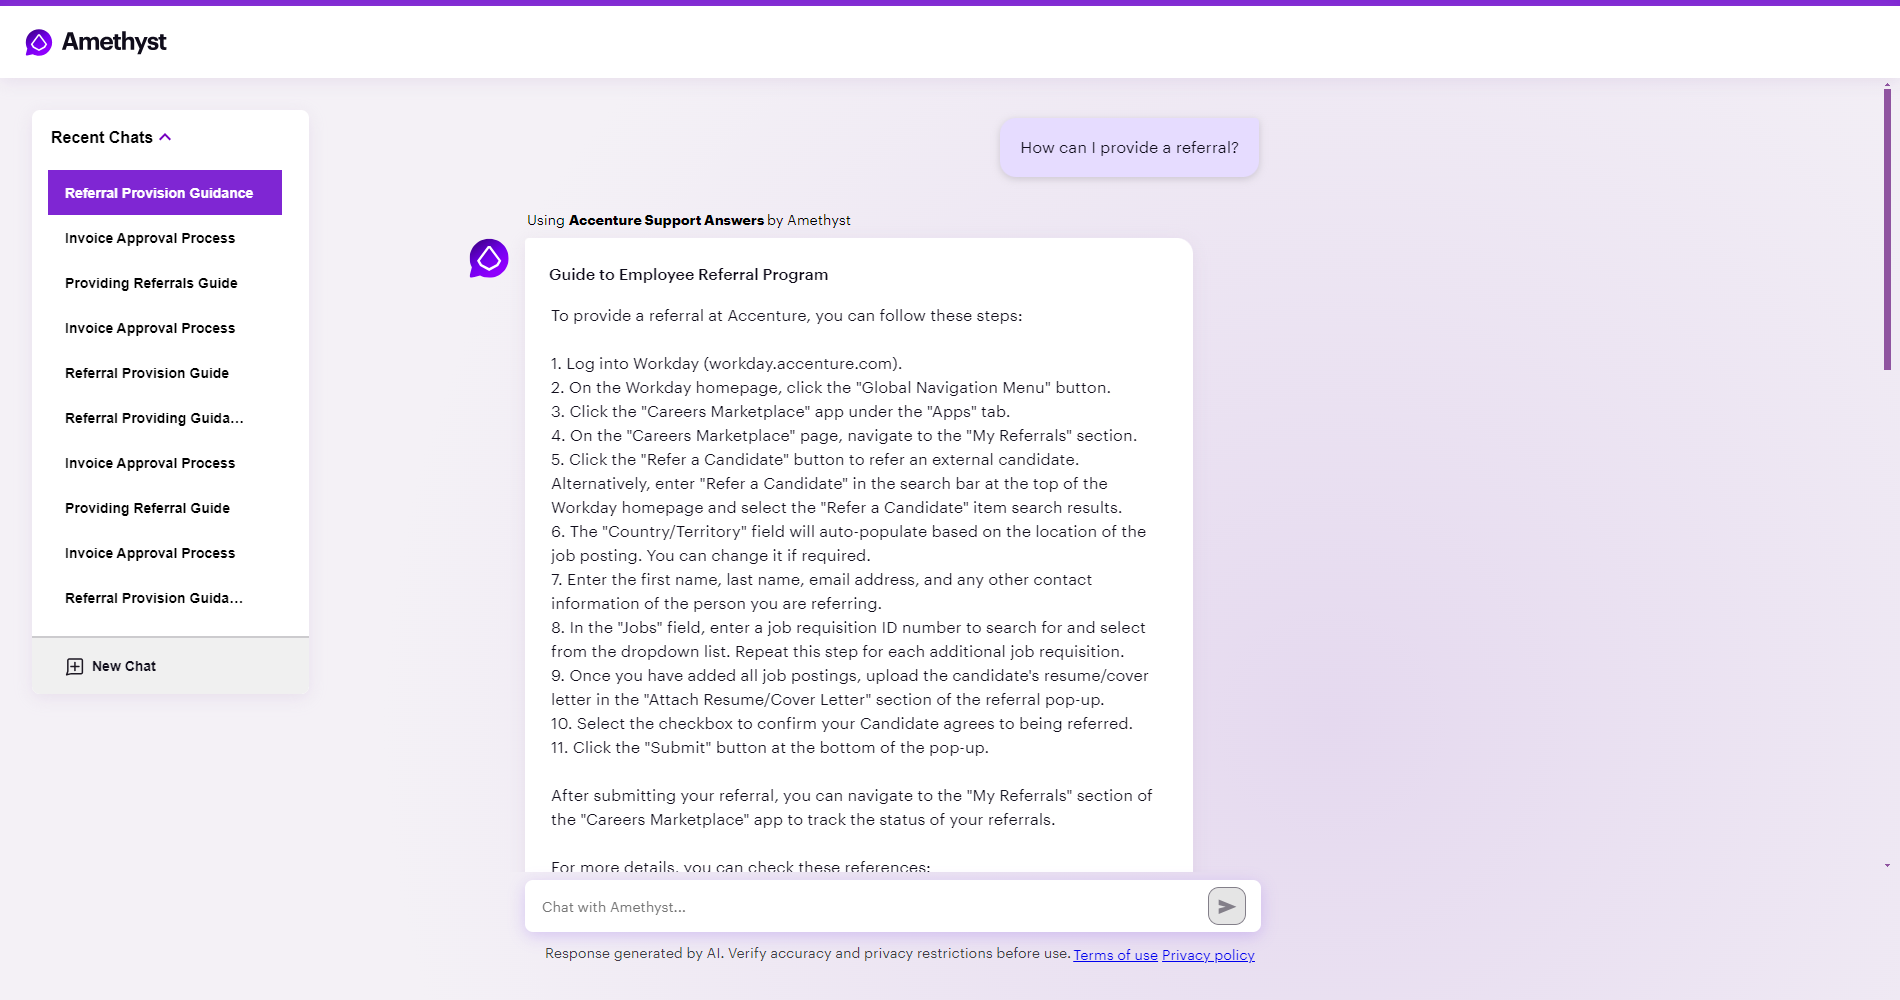 Amethyst
Recent Chats
Referral Provision Guidance
Invoice Approval Process
Providing Referrals Guide
Invoice Approval Process
Referral Provision Guide
Referral Providing Guida...
Invoice Approval Process
Providing Referral Guide
Invoice Approval Process
Referral Provision Guida...
New Chat
How can I provide a referral?
Using Accenture Support Answers by Amethyst
Guide to Employee Referral Program
To provide a referral at Accenture, you can follow these steps:
1. Log into Workday (workday.accenture.com).
2. On the Workday homepage, click the "Global Navigation Menu" button.
3. Click the "Careers Marketplace" app under the "Apps" tab.
4. On the "Careers Marketplace" page, navigate to the "My Referrals" section.
5. Click the "Refer a Candidate" button to refer an external candidate.
Alternatively, enter "Refer a Candidate" in the search bar at the top of the
Workday homepage and select the "Refer a Candidate" item search results.
6. The "Country/Territory" field will auto-populate based on the location of the
job posting. You can change it if required.
7. Enter the first name, last name, email address, and any other contact
information of the person you are referring.
8. In the "Jobs" field, enter a job requisition ID number to search for and select
from the dropdown list. Repeat this step for each additional job requisition.
9. Once you have added all job postings, upload the candidate's resume/cover
letter in the "Attach Resume/Cover Letter" section of the referral pop-up.
10. Select the checkbox to confirm your Candidate agrees to being referred.
11. Click the "Submit" button at the bottom of the pop-up.
After submitting your referral, you can navigate to the "My Referrals" section of
the "Careers Marketplace" app to track the status of your referrals.
For more details, you can check these references:
Chat with Amethyst...
Response generated by AI. Verify accuracy and privacy restrictions before use. Terms of use Privacy policy